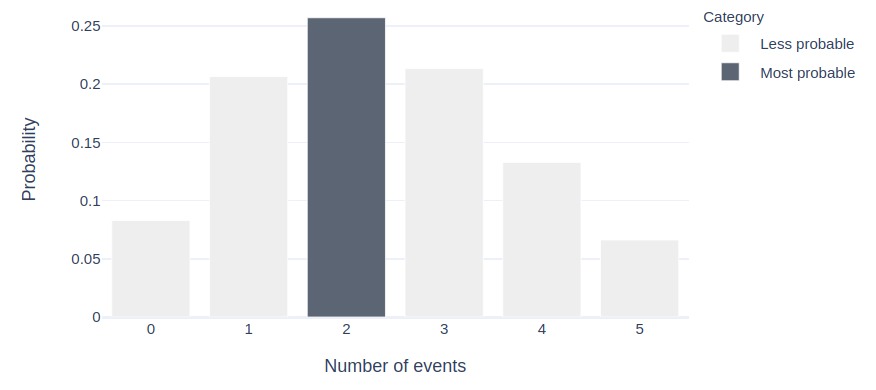 Category
Less probable
Most probable
Probability
0.25
0.2
0.15
0.1
0.05
0
0 1 2 3 4 5
Number of events